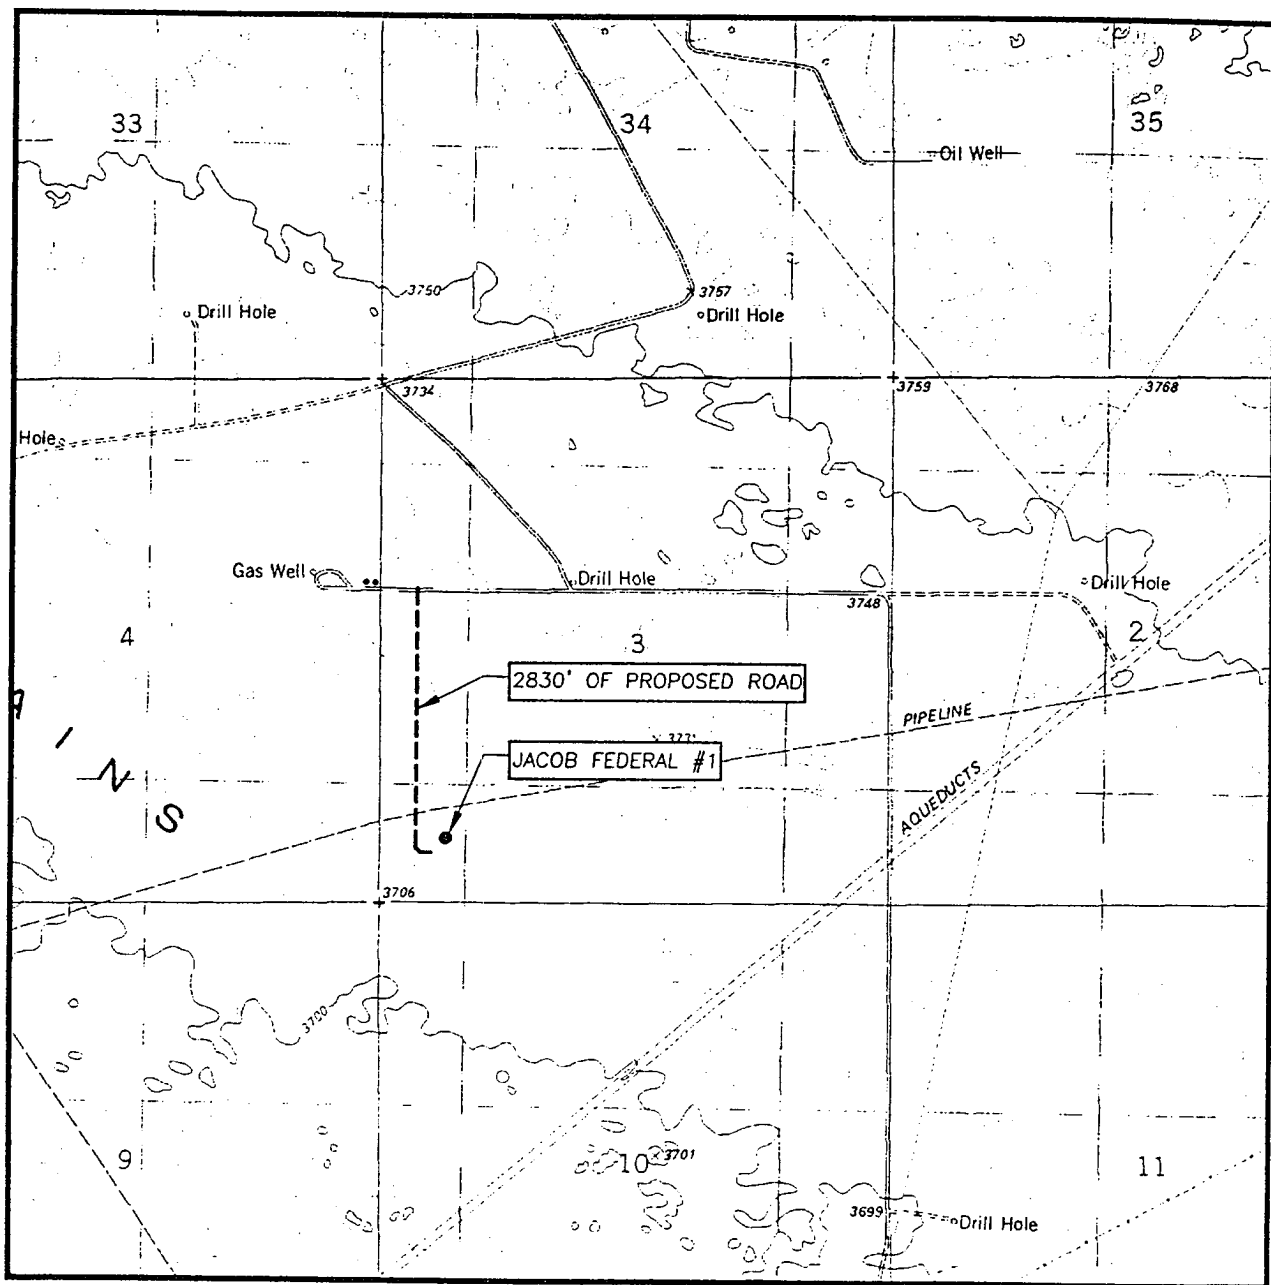 33
34
35
Oil Well
3750
3757
Drill Hole
Drill Hole
3734
3759
3768
Hole
Gas Well
Drill Hole
Drill Hole
3748
4
3
2
2830' OF PROPOSED ROAD
A I N S
PIPELINE
JACOB FEDERAL #1
AQUEDUCTS
3706
3700
9
10
3701
11
3699
Drill Hole